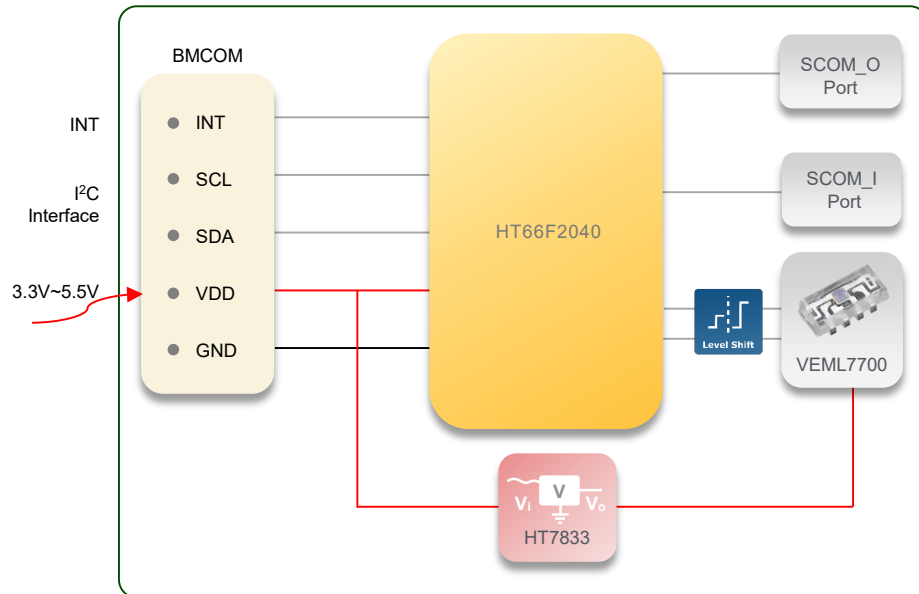 BMCOM
INT
I²C
Interface
3.3V~5.5V
INT
SCL
SDA
VDD
GND
HT66F2040
SCOM_O
Port
SCOM_I
Port
Level Shift
VEML7700
V
Vi
Vo
HT7833